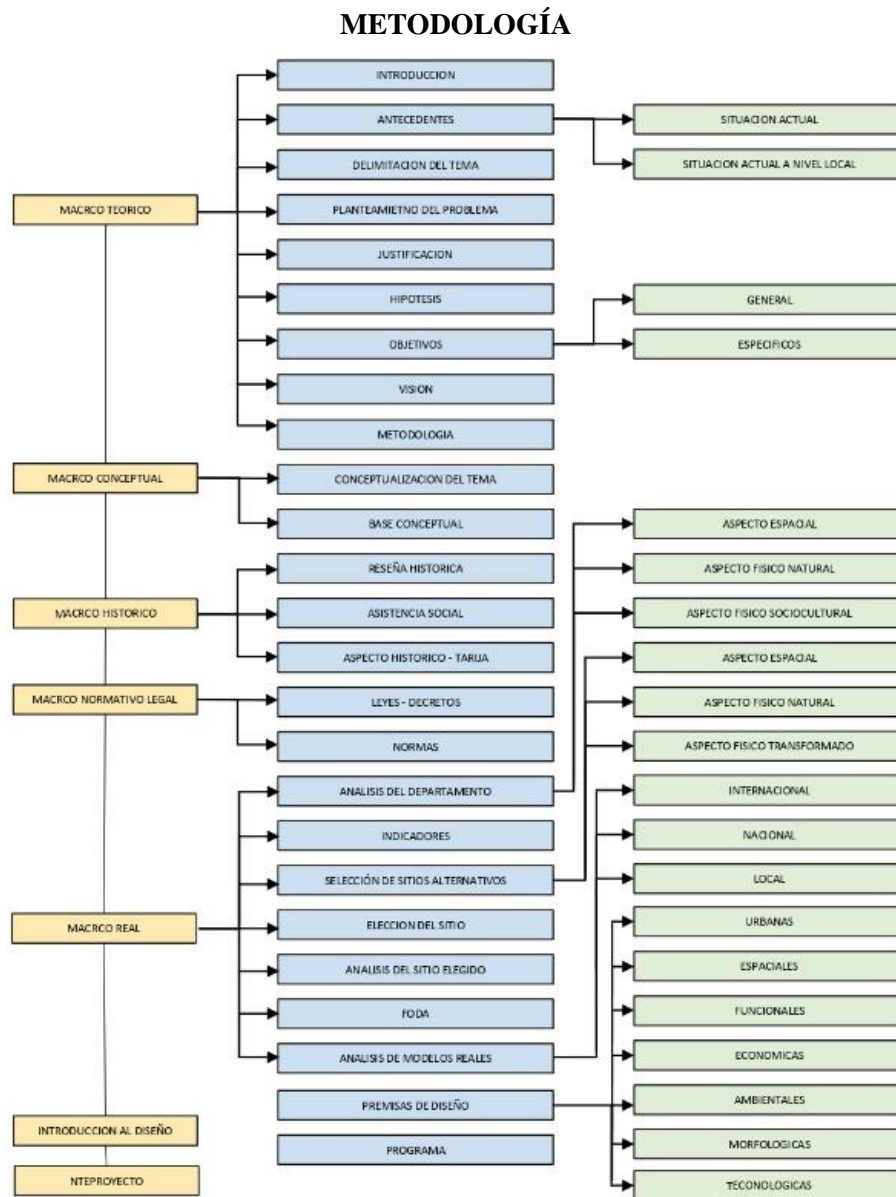 METODOLOGÍA
INTRODUCCION
ANTECEDENTES
SITUACION ACTUAL
DELIMITACION DEL TEMA
SITUACION ACTUAL A NIVEL LOCAL
MACRCO TEORICO
PLANTEAMIETNO DEL PROBLEMA
JUSTIFICACION
HIPOTESIS
GENERAL
OBJETIVOS
ESPECIFICOS
VISION
METODOLOGIA
MACRCO CONCEPTUAL
CONCEPTUALIZACION DEL TEMA
BASE CONCEPTUAL
ASPECTO ESPACIAL
RESEÑA HISTORICA
ASPECTO FISICO NATURAL
MACRCO HISTORICO
ASISTENCIA SOCIAL
ASPECTO FISICO SOCIOCULTURAL
ASPECTO HISTORICO - TARIJA
ASPECTO ESPACIAL
MACRCO NORMATIVO LEGAL
LEYES - DECRETOS
ASPECTO FISICO NATURAL
NORMAS
ASPECTO FISICO TRANSFORMADO
ANALISIS DEL DEPARTAMENTO
INTERNACIONAL
INDICADORES
NACIONAL
SELECCIÓN DE SITIOS ALTERNATIVOS
LOCAL
MACRCO REAL
ELECCION DEL SITIO
URBANAS
ANALISIS DEL SITIO ELEGIDO
ESPACIALES
FODA
FUNCIONALES
ANALISIS DE MODELOS REALES
ECONOMICAS
PREMISAS DE DISEÑO
AMBIENTALES
INTRODUCCION AL DISEÑO
PROGRAMA
MORFOLOGICAS
NTEPROYECTO
TECONOLOGICAS